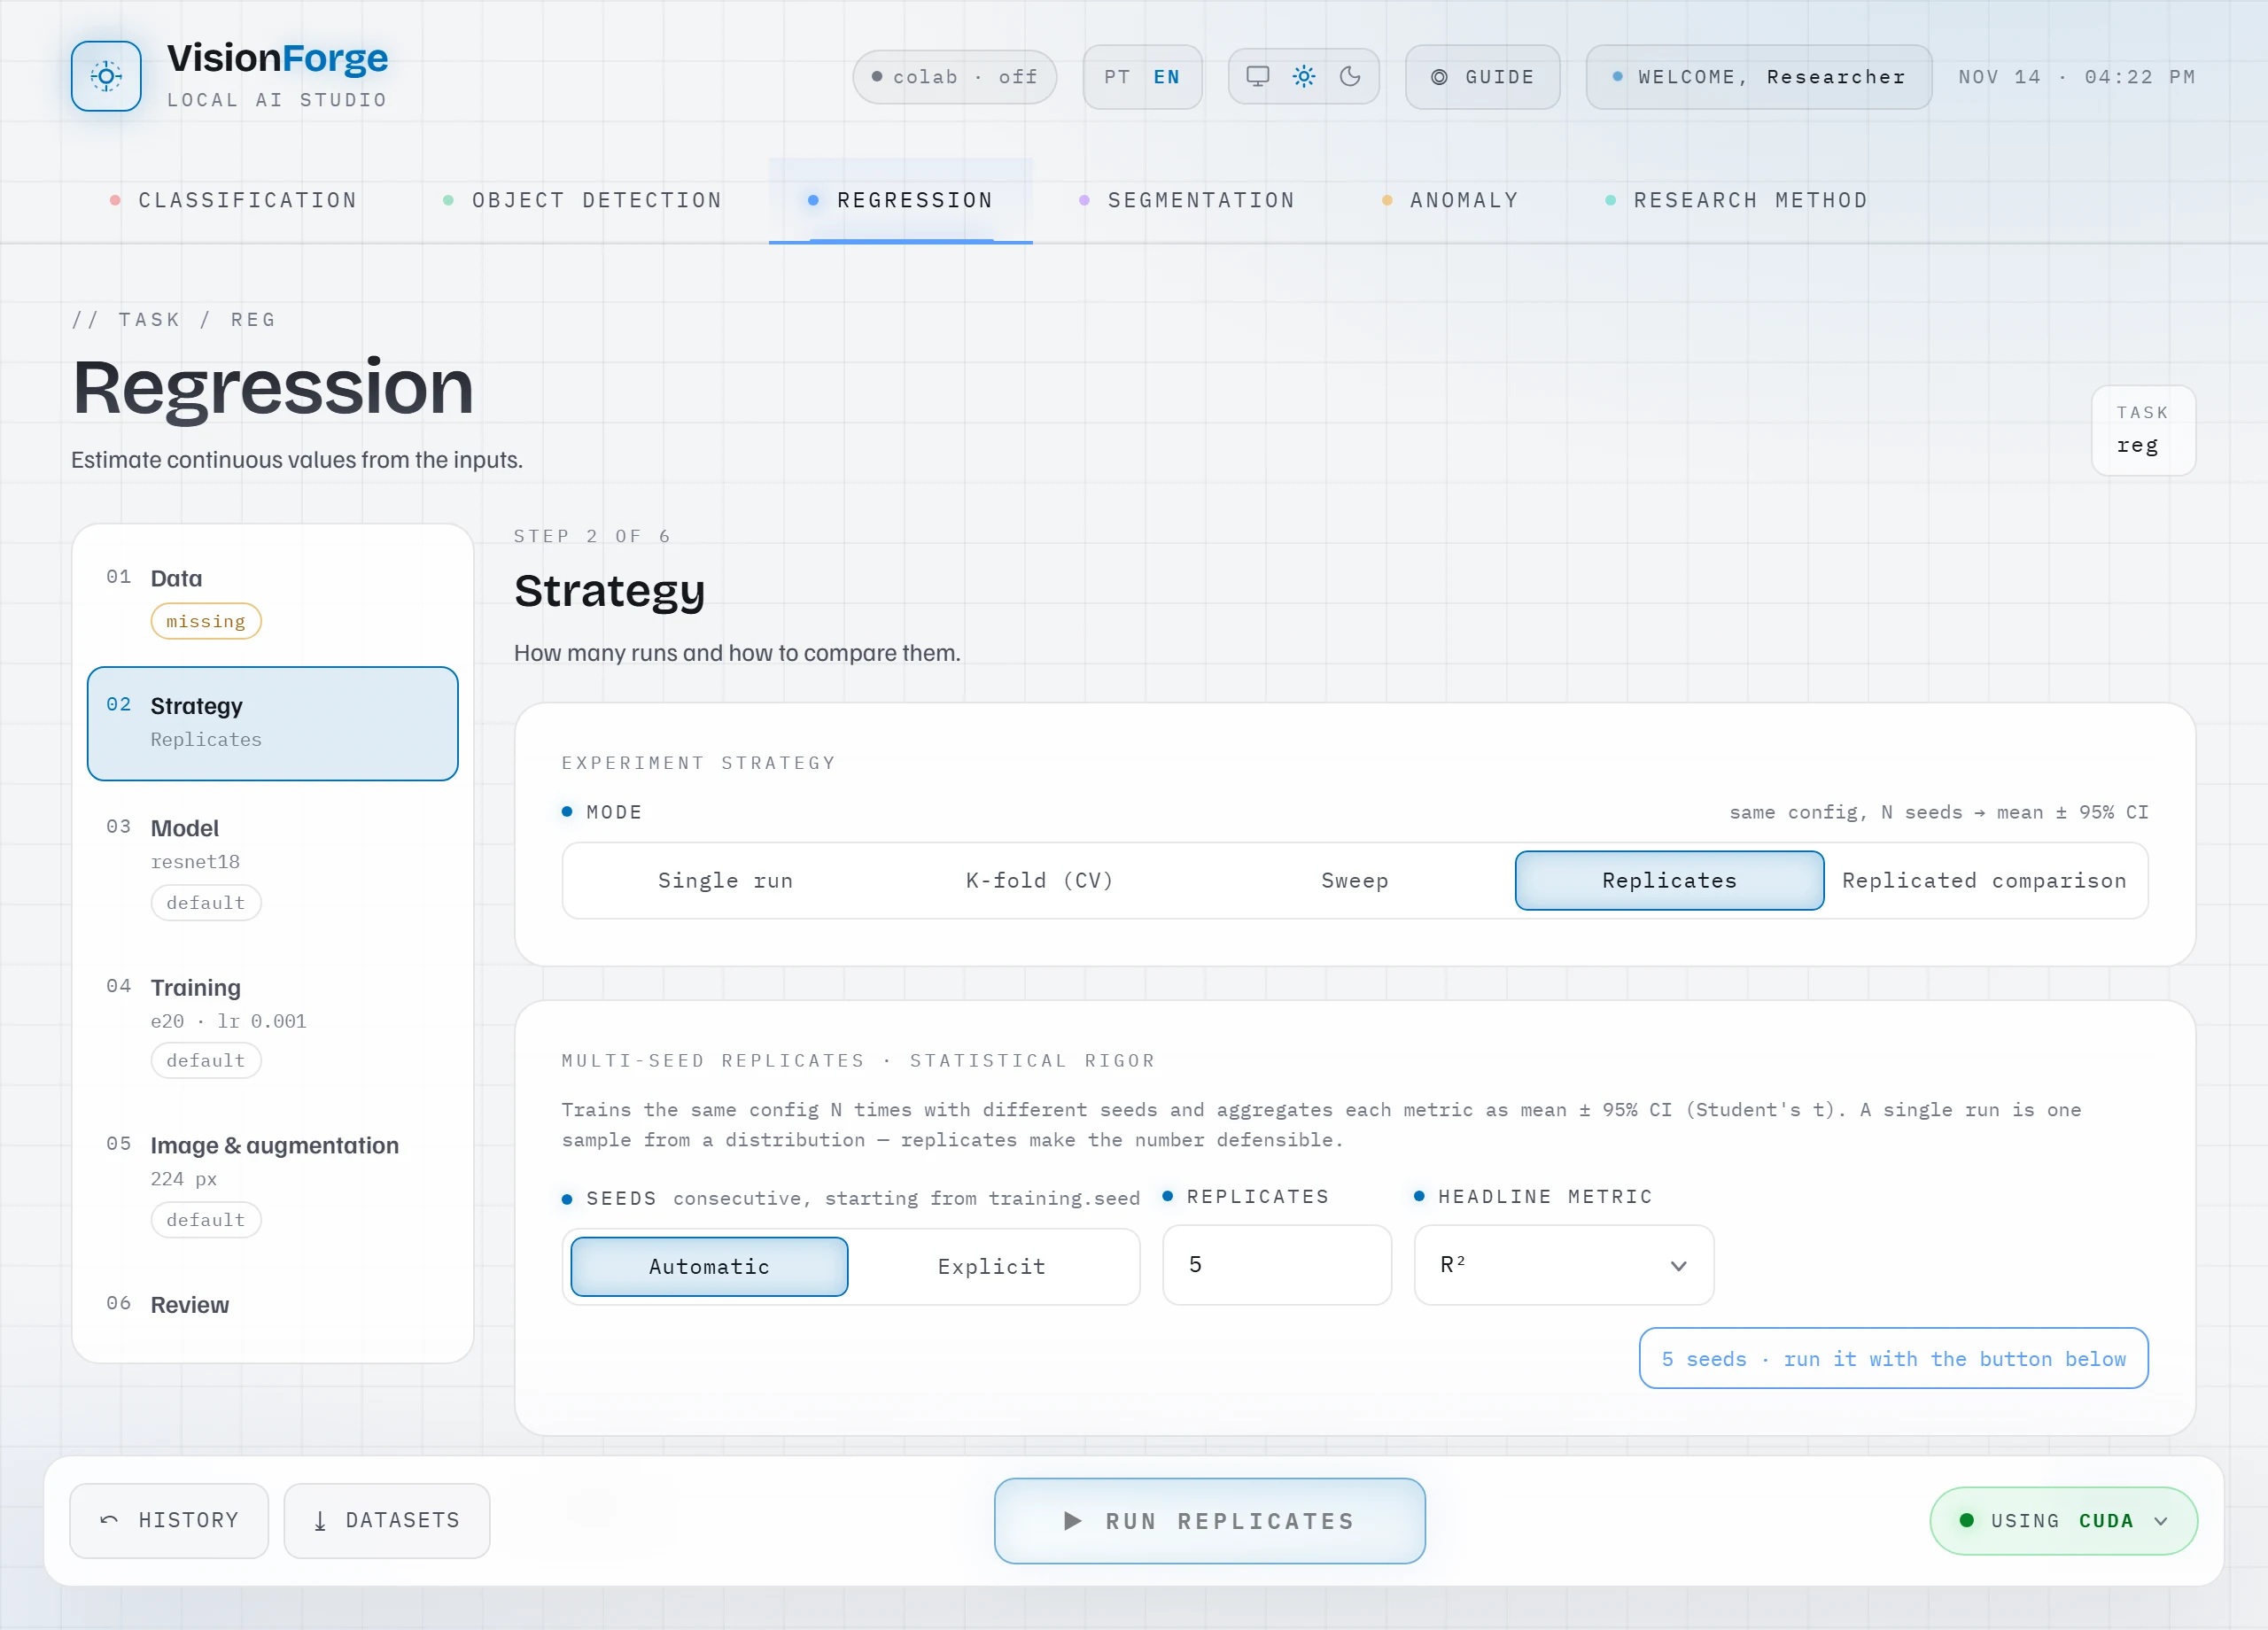 VisionForge
LOCAL AI STUDIO
colab · off
PT EN
GUIDE
WELCOME, Researcher
NOV 14 · 04:22 PM
CLASSIFICATION
OBJECT DETECTION
REGRESSION
SEGMENTATION
ANOMALY
RESEARCH METHOD
// TASK / REG
Regression
Estimate continuous values from the inputs.
TASK
reg
01 Data
missing
02 Strategy
Replicates
03 Model
resnet18
default
04 Training
e20 · lr 0.001
default
05 Image & augmentation
224 px
default
06 Review
STEP 2 OF 6
Strategy
How many runs and how to compare them.
EXPERIMENT STRATEGY
MODE
same config, N seeds → mean ± 95% CI
Single run
K-fold (CV)
Sweep
Replicates
Replicated comparison
MULTI-SEED REPLICATES · STATISTICAL RIGOR
Trains the same config N times with different seeds and aggregates each metric as mean ± 95% CI (Student's t). A single run is one
sample from a distribution — replicates make the number defensible.
SEEDS consecutive, starting from training.seed
REPLICATES
HEADLINE METRIC
Automatic
Explicit
5
R²
5 seeds · run it with the button below
HISTORY
DATASETS
RUN REPLICATES
USING CUDA